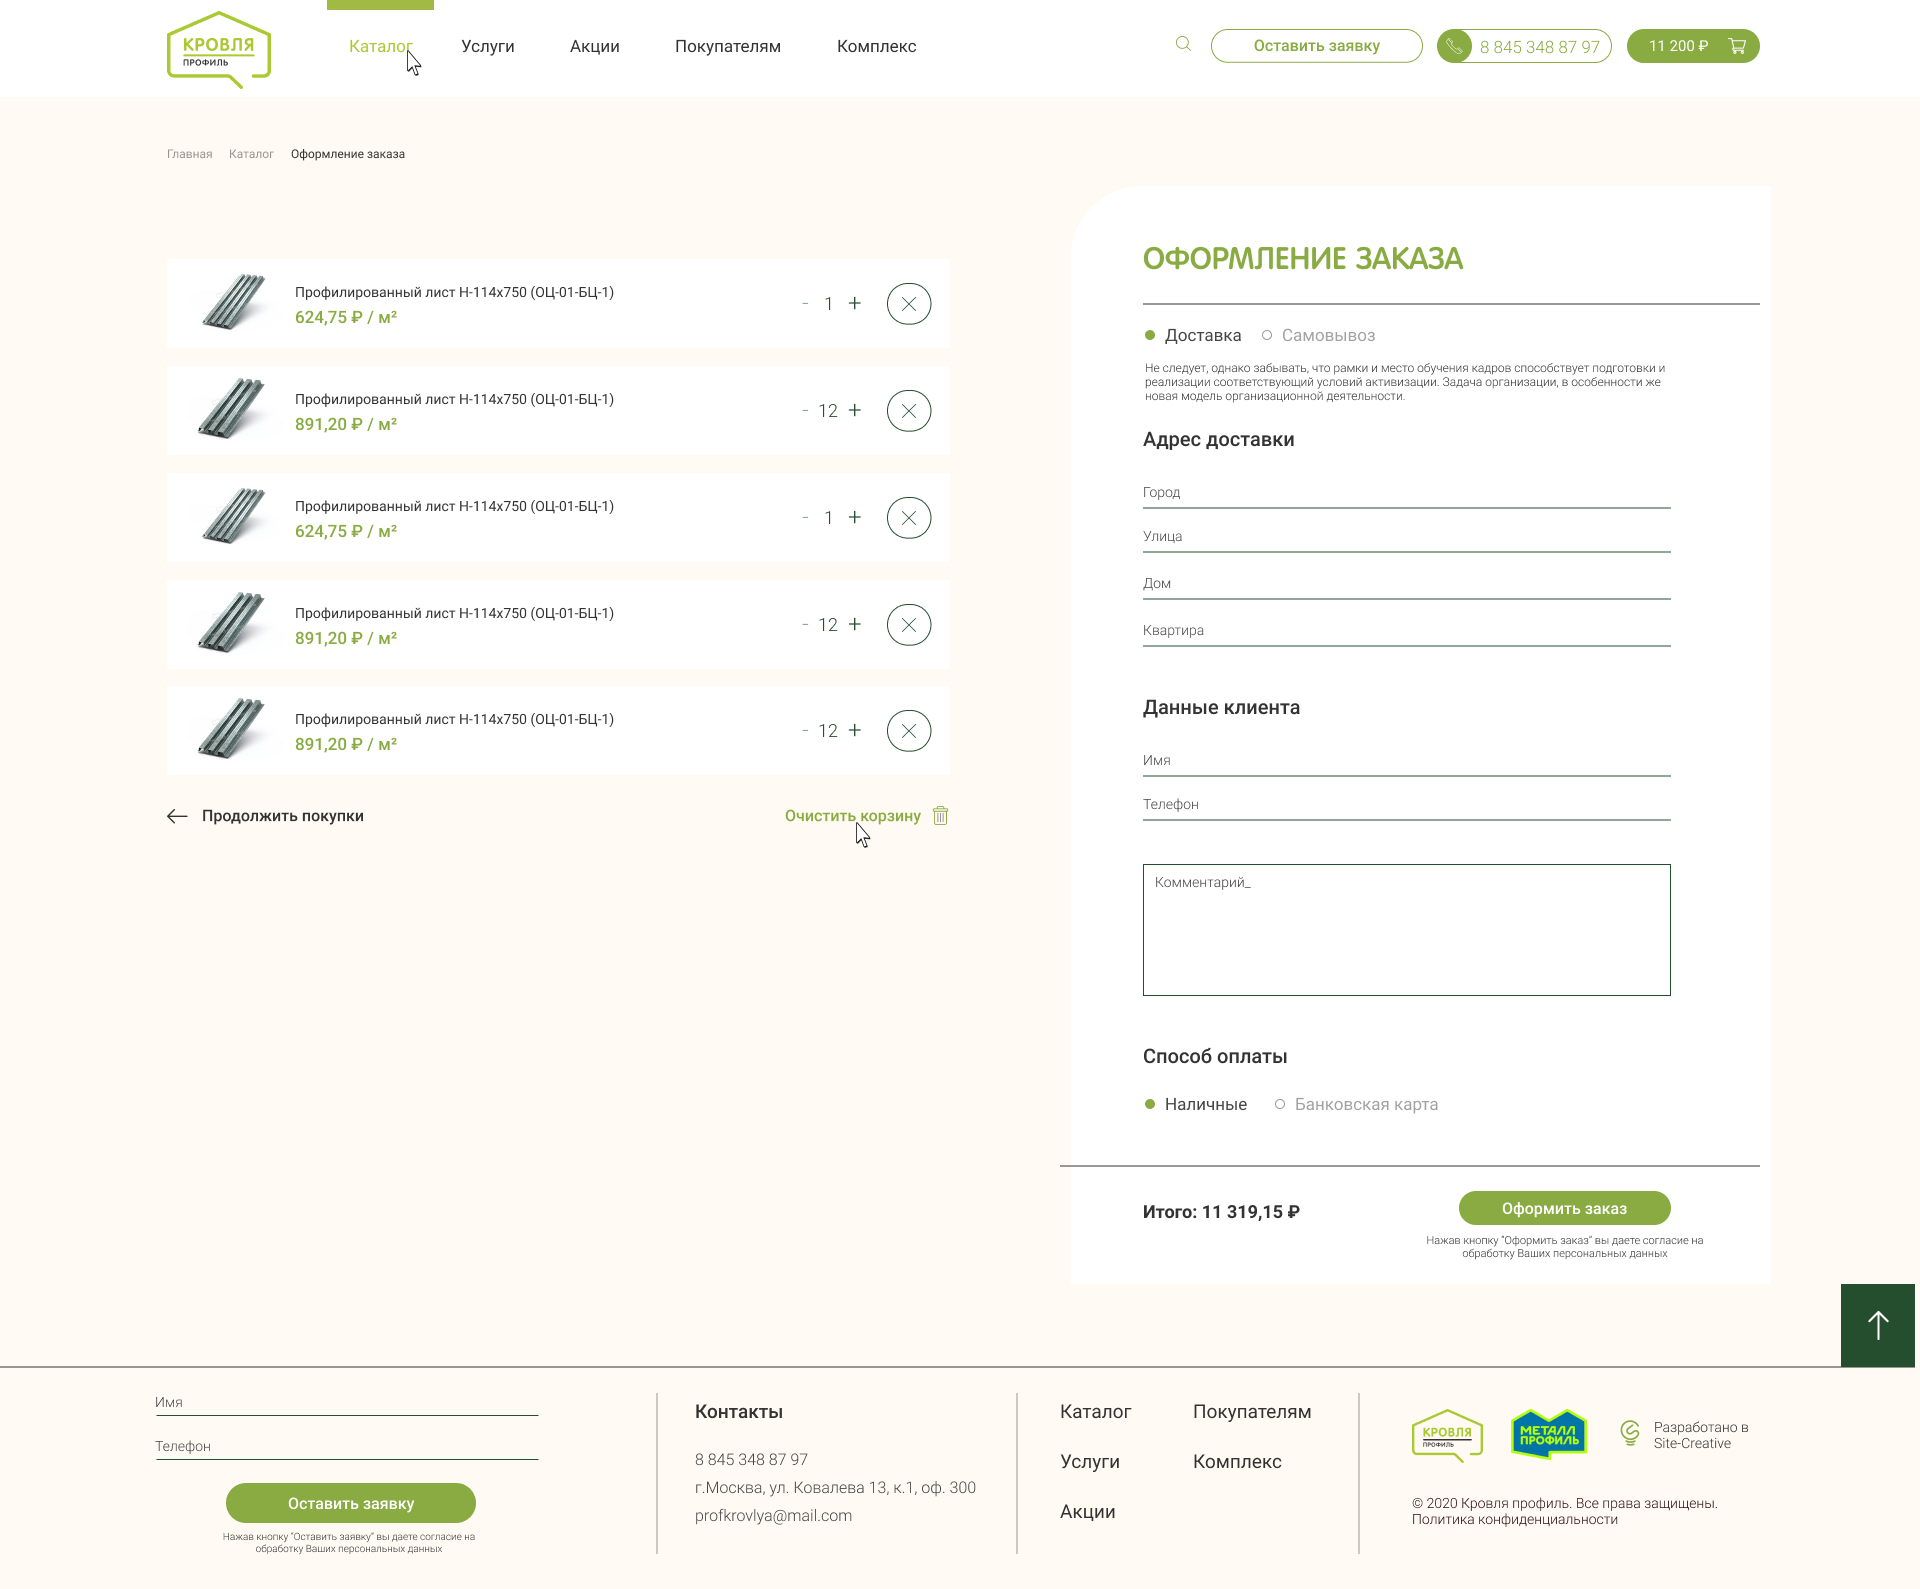 КРОВЛЯ
ПРОФИЛЬ
Каталог
Услуги
Акции
Покупателям
Комплекс
Оставить заявку
8 845 348 87 97
11 200 ₽
Главная
Каталог
Оформление заказа
Профилированный лист Н-114x750 (ОЦ-01-БЦ-1)
624,75 ₽ / м²
- 1 +
Профилированный лист Н-114x750 (ОЦ-01-БЦ-1)
891,20 ₽ / м²
- 12 +
Профилированный лист Н-114x750 (ОЦ-01-БЦ-1)
624,75 ₽ / м²
- 1 +
Профилированный лист Н-114x750 (ОЦ-01-БЦ-1)
891,20 ₽ / м²
- 12 +
Профилированный лист Н-114x750 (ОЦ-01-БЦ-1)
891,20 ₽ / м²
- 12 +
Продолжить покупки
Очистить корзину
ОФОРМЛЕНИЕ ЗАКАЗА
Доставка
Самовывоз
Не следует, однако забывать, что рамки и место обучения кадров способствует подготовки и
реализации соответствующий условий активизации. Задача организации, в особенности же
новая модель организационной деятельности.
Адрес доставки
Город
Улица
Дом
Квартира
Данные клиента
Имя
Телефон
Комментарий_
Способ оплаты
Наличные
Банковская карта
Итого: 11 319,15 ₽
Оформить заказ
Нажав кнопку “Оформить заказ” вы даете согласие на
обработку Ваших персональных данных
Имя
Телефон
Оставить заявку
Нажав кнопку “Оставить заявку” вы даете согласие на
обработку Ваших персональных данных
Контакты
8 845 348 87 97
г.Москва, ул. Ковалева 13, к.1, оф. 300
profkrovlya@mail.com
Каталог
Услуги
Акции
Покупателям
Комплекс
КРОВЛЯ
ПРОФИЛЬ
МЕТАЛЛ
ПРОФИЛЬ
Разработано в
Site-Creative
© 2020 Кровля профиль. Все права защищены.
Политика конфиденциальности